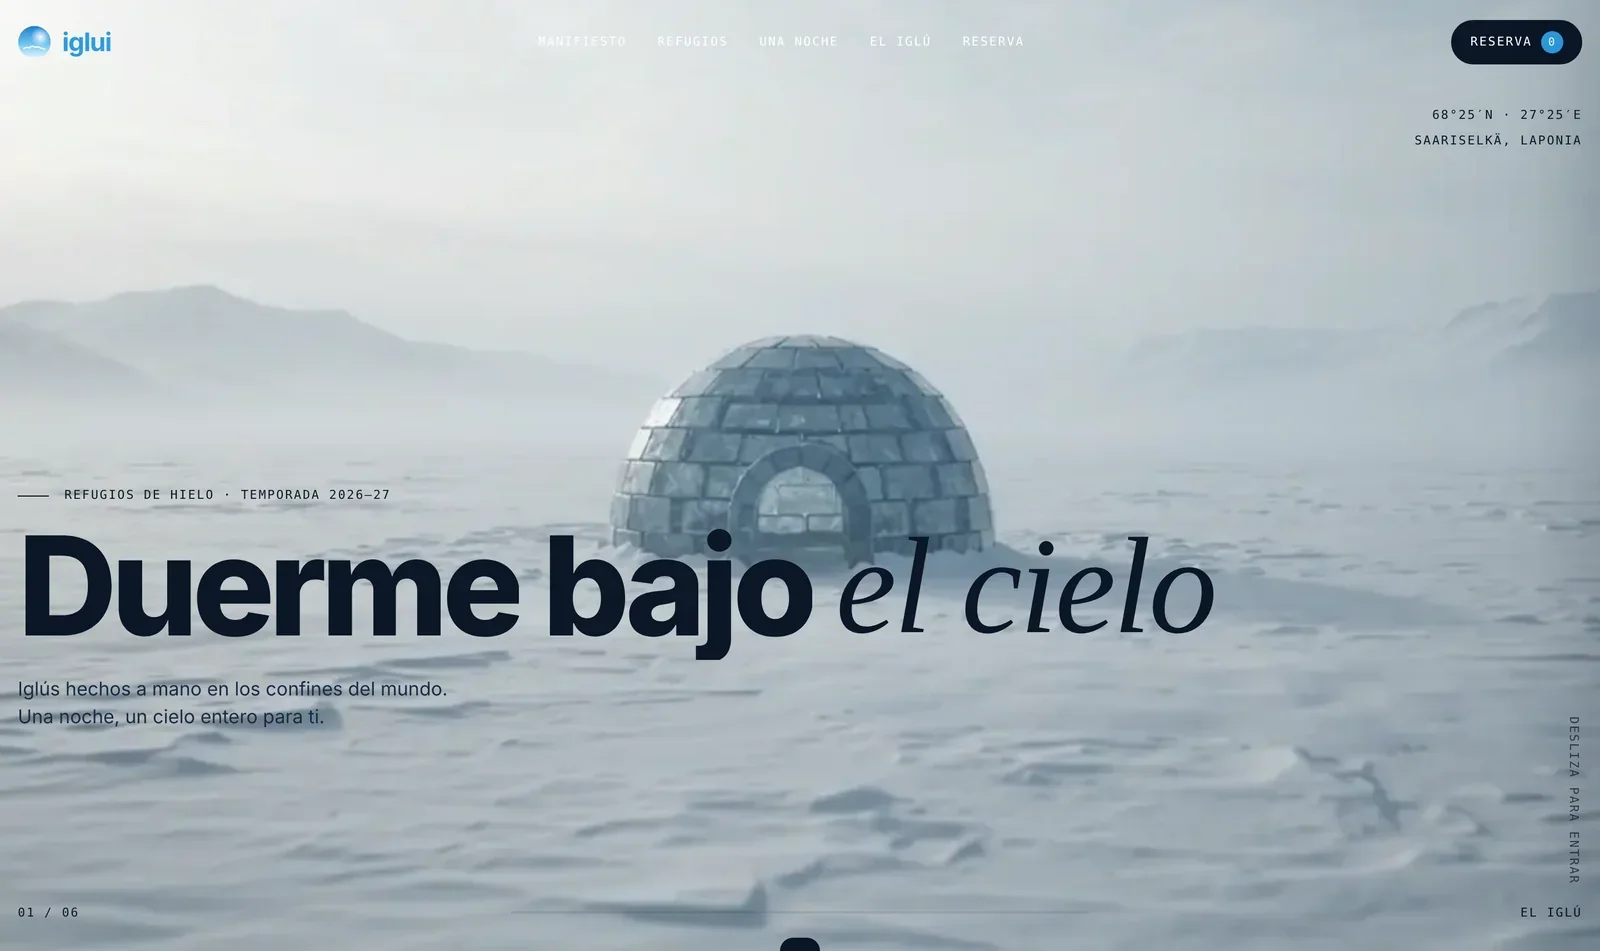 iglui
MANIFIESTO
REFUGIOS
UNA NOCHE
EL IGLÚ
RESERVA
RESERVA 0
68°25′N · 27°25′E
SAARISELKÄ, LAPONIA
REFUGIOS DE HIELO · TEMPORADA 2026—27
Duerme bajo el cielo
Iglús hechos a mano en los confines del mundo.
Una noche, un cielo entero para ti.
DESLIZA PARA ENTRAR
01 / 06
EL IGLÚ